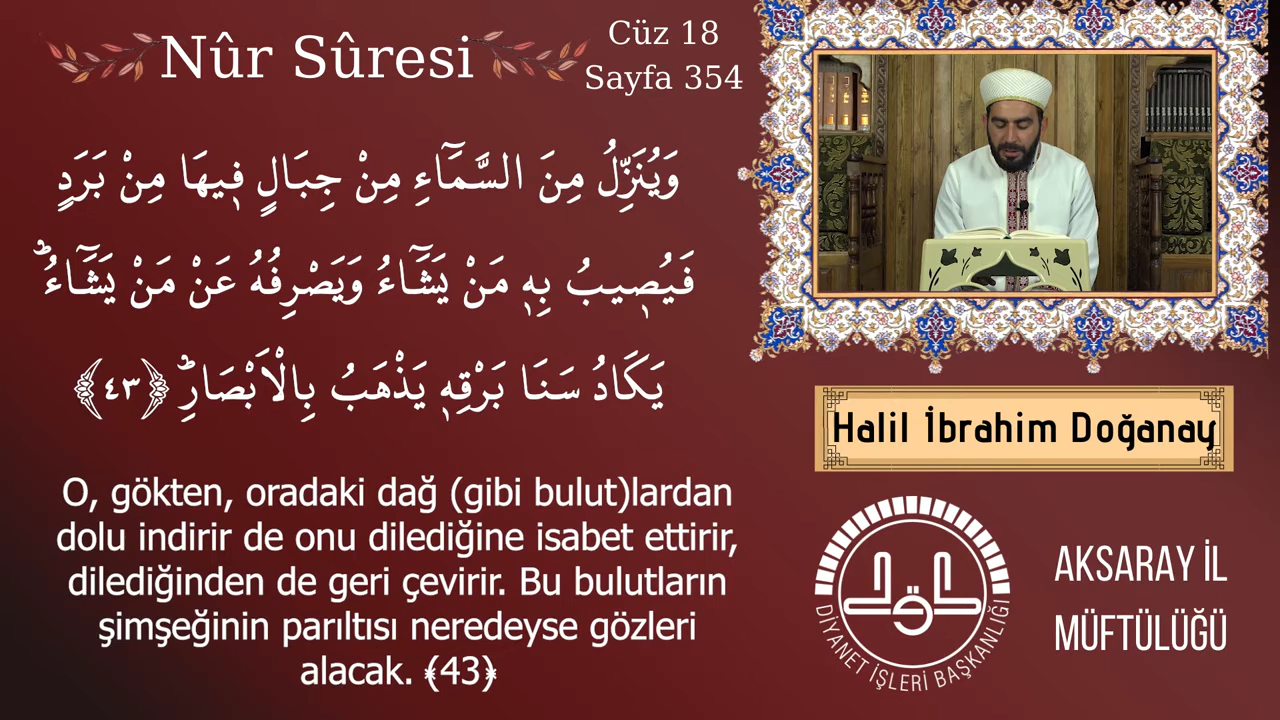 Nûr Sûresi
Cüz 18
Sayfa 354
وَيُنَزِّلُ مِنَ السَّمَٓاءِ مِنْ جِبَالٍ ف۪يهَا مِنْ بَرَدٍ
فَيُص۪يبُ بِه۪ مَنْ يَشَٓاءُ وَيَصْرِفُهُ عَنْ مَنْ يَشَٓاءُۜ
يَكَادُ سَنَا بَرْقِه۪ يَذْهَبُ بِالْاَبْصَارِۜ ﴿٤٣﴾
O, gökten, oradaki dağ (gibi bulut)lardan
dolu indirir de onu dilediğine isabet ettirir,
dilediğinden de geri çevirir. Bu bulutların
şimşeğinin parıltısı neredeyse gözleri
alacak. ﴾43﴿
Halil İbrahim Doğanay
DİYANET İŞLERİ BAŞKANLIĞI
AKSARAY İL
MÜFTÜLÜĞÜ